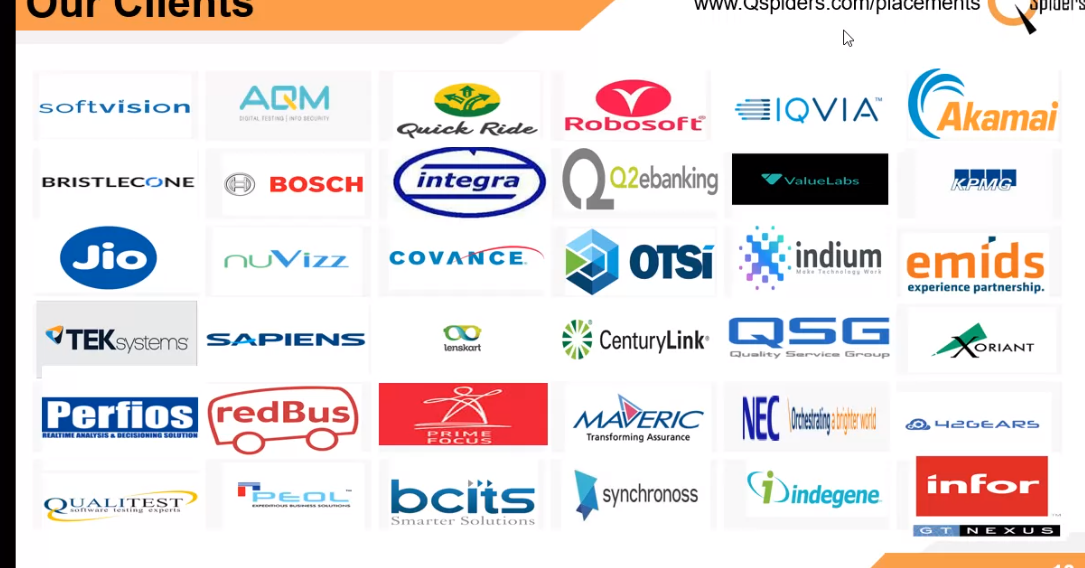 Our Clients
www.Qspiders.com/placements
Spiders
softvision
AQM
DIGITAL TESTING | INFO SECURITY
Quick Ride
Robosoft
IQVIA™
Akamai
BRISTLECONE
BOSCH
integra
Q2ebanking
ValueLabs
KPMG
Jio
nuVizz
COVANCE
OTSi
indium
Make Technology Work
emids
experience partnership.
TEKsystems
SAPIENS
lenskart
CenturyLink®
QSG
Quality Service Group
XORIANT
Perfios
REALTIME ANALYSIS & DECISIONING SOLUTION
redBus
PRIME
FOCUS
MAVERIC
Transforming Assurance
NEC Orchestrating a brighter world
42GEARS
QUALITEST
software testing experts
PEOL™
EXPEDITIOUS BUSINESS SOLUTIONS
bcits
Smarter Solutions
synchronoss
indegene
infor
GT NEXUS